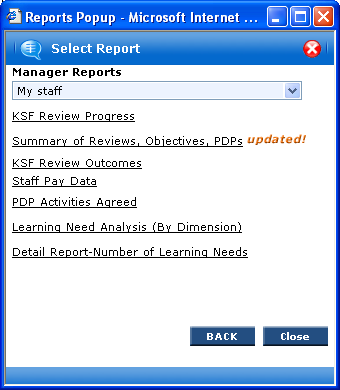 Reports Popup - Microsoft Internet ...
Select Report
Manager Reports
My staff
KSF Review Progress
Summary of Reviews, Objectives, PDPs updated!
KSF Review Outcomes
Staff Pay Data
PDP Activities Agreed
Learning Need Analysis (By Dimension)
Detail Report-Number of Learning Needs
BACK Close